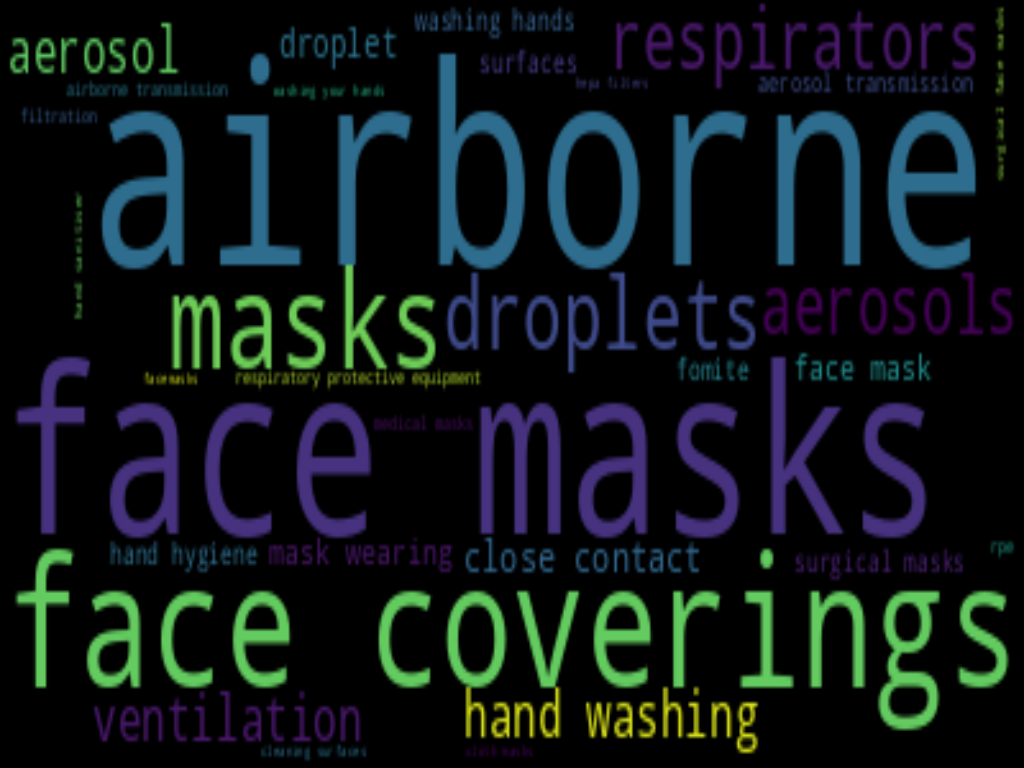 washing hands
respirators
aerosol
droplet
surfaces
airborne transmission
washing your hands
hepa filters
aerosol transmission
surgical face masks
filtration
airborne
hand sanitiser
masks
droplets
aerosols
fomite
face mask
facemasks
respiratory protective equipment
face masks
medical masks
hand hygiene
mask wearing
close contact
surgical masks
rpe
face coverings
ventilation
hand washing
cleaning surfaces
cloth masks